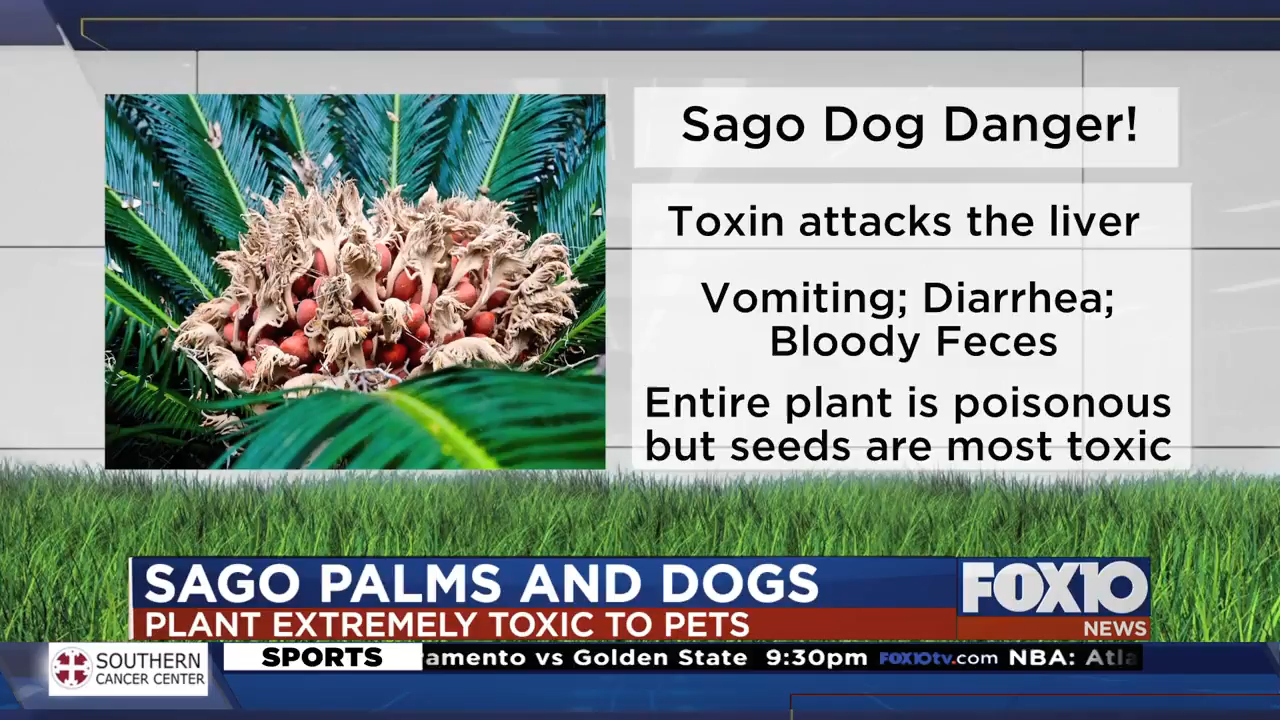 Sago Dog Danger!
Toxin attacks the liver
Vomiting; Diarrhea;
Bloody Feces
Entire plant is poisonous
but seeds are most toxic
SAGO PALMS AND DOGS
PLANT EXTREMELY TOXIC TO PETS
FOX10
NEWS
SOUTHERN
CANCER CENTER
SPORTS
vs Golden State 9:30pm FOX10tv.com NBA: